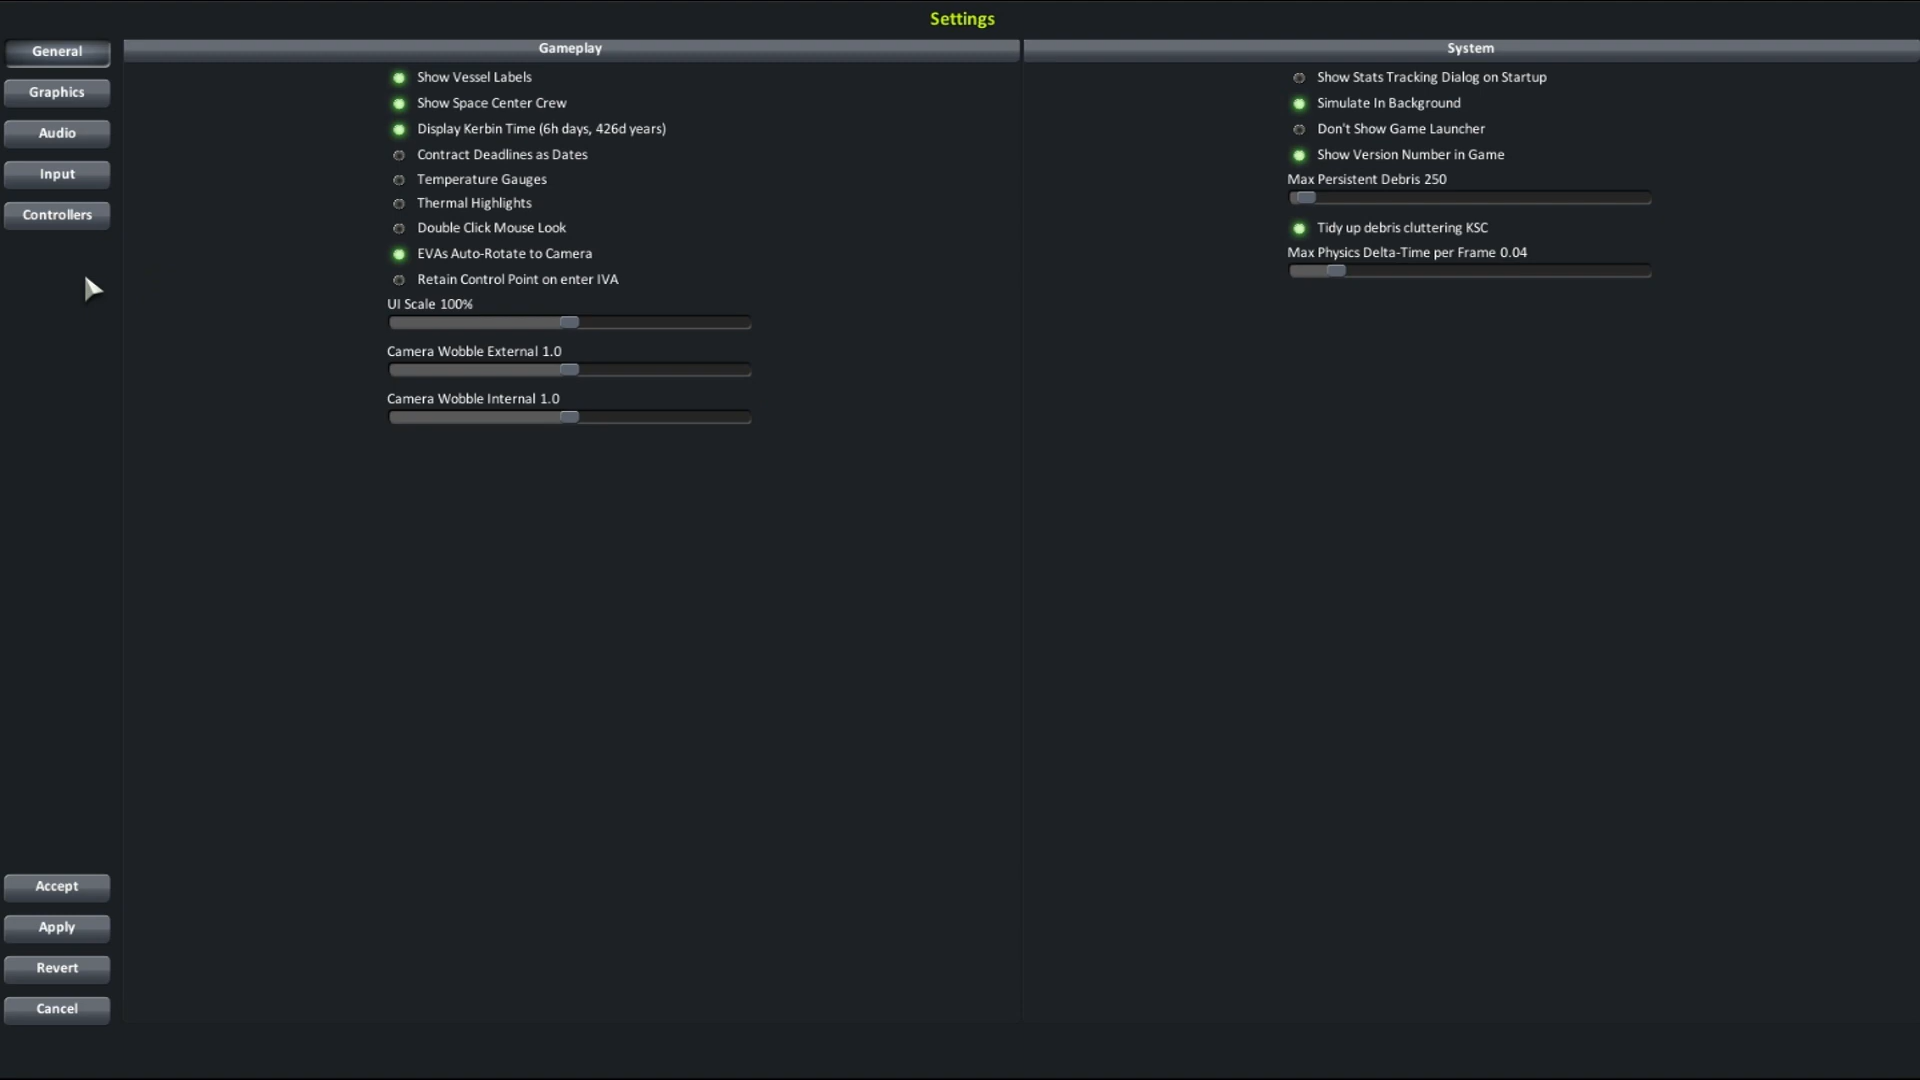 Settings
General
Graphics
Audio
Input
Controllers
Gameplay
Show Vessel Labels
Show Space Center Crew
Display Kerbin Time (6h days, 426d years)
Contract Deadlines as Dates
Temperature Gauges
Thermal Highlights
Double Click Mouse Look
EVAs Auto-Rotate to Camera
Retain Control Point on enter IVA
UI Scale 100%
Camera Wobble External 1.0
Camera Wobble Internal 1.0
System
Show Stats Tracking Dialog on Startup
Simulate In Background
Don't Show Game Launcher
Show Version Number in Game
Max Persistent Debris 250
Tidy up debris cluttering KSC
Max Physics Delta-Time per Frame 0.04
Accept
Apply
Revert
Cancel